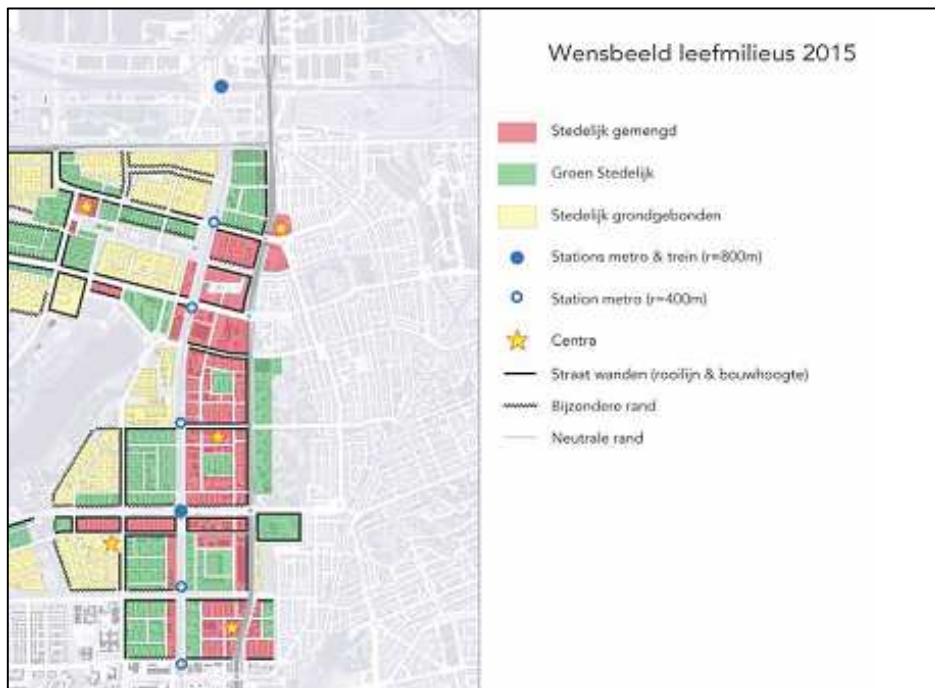 Wensbeeld leefmilieus 2015
Stedelijk gemengd
Groen Stedelijk
Stedelijk grondgebonden
Stations metro & trein (r=800m)
Station metro (r=400m)
Centra
Straat wanden (rooilijn & bouwhoogte)
Bijzondere rand
Neutrale rand